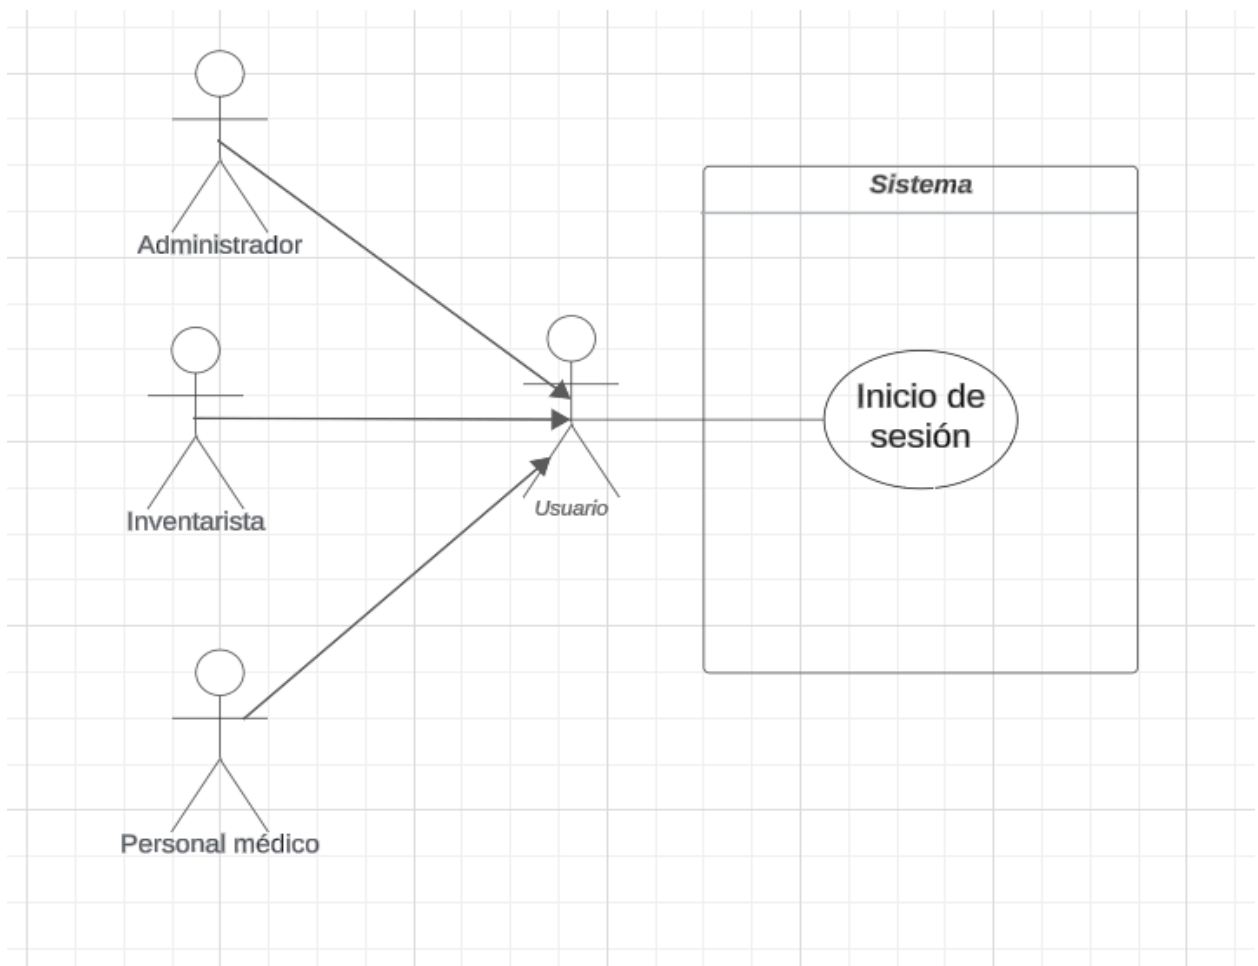 Administrador
Sistema
Inicio de
sesión
Usuario
Inventarista
Personal médico